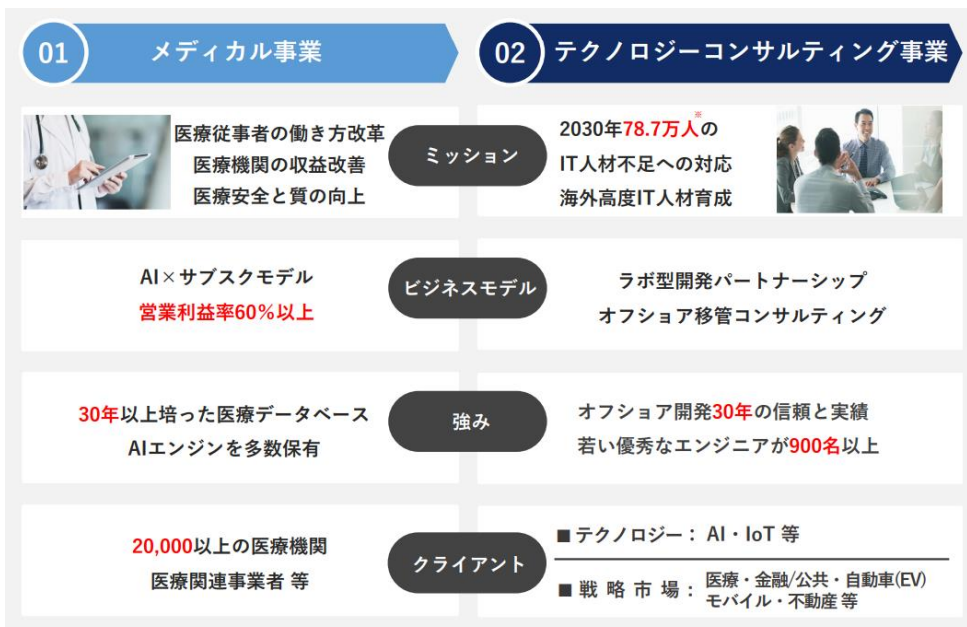 01 メディカル事業
02 テクノロジーコンサルティング事業
ミッション
医療従事者の働き方改革
医療機関の収益改善
医療安全と質の向上
2030年78.7万人※の
IT人材不足への対応
海外高度IT人材育成
ビジネスモデル
AI×サブスクモデル
営業利益率60%以上
ラボ型開発パートナーシップ
オフショア移管コンサルティング
強み
30年以上培った医療データベース
AIエンジンを多数保有
オフショア開発30年の信頼と実績
若い優秀なエンジニアが900名以上
クライアント
20,000以上の医療機関
医療関連事業者 等
■テクノロジー： AI・IoT 等
■戦略市場： 医療・金融/公共・自動車(EV)
モバイル・不動産 等